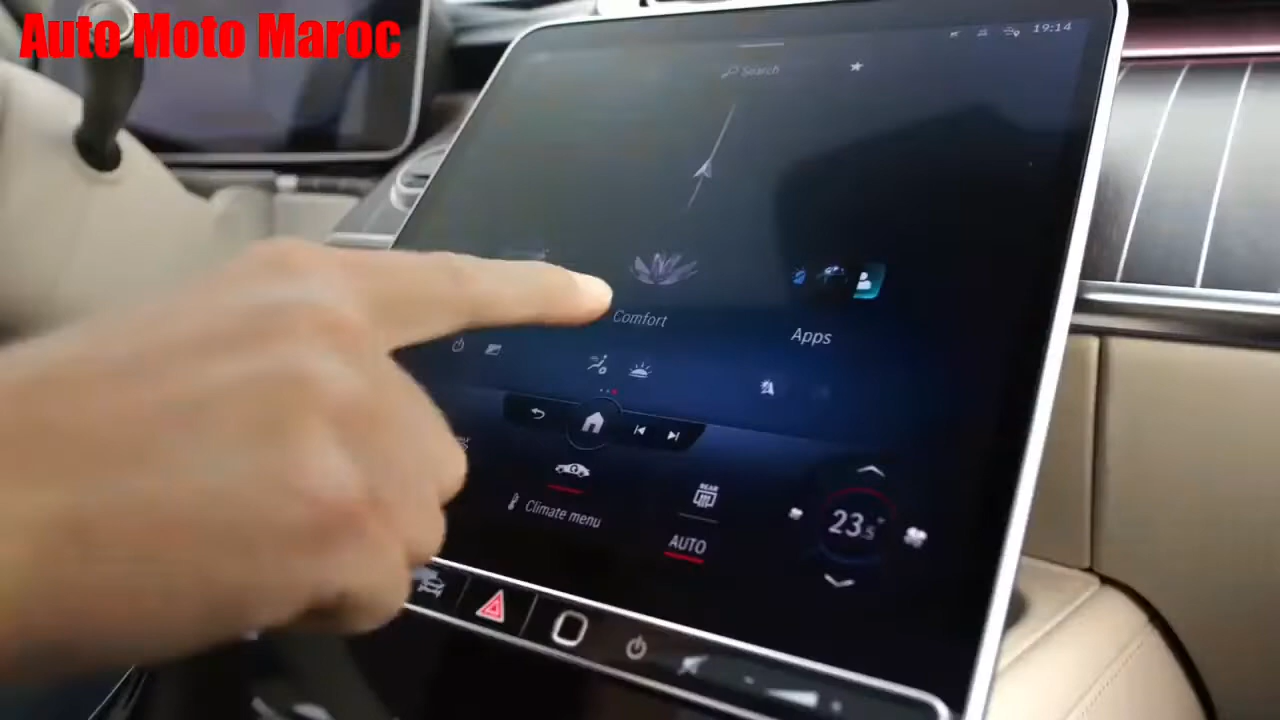 Auto Moto Maroc
19:14
Search
Comfort
Apps
REAR
Climate menu
23.5°
AUTO